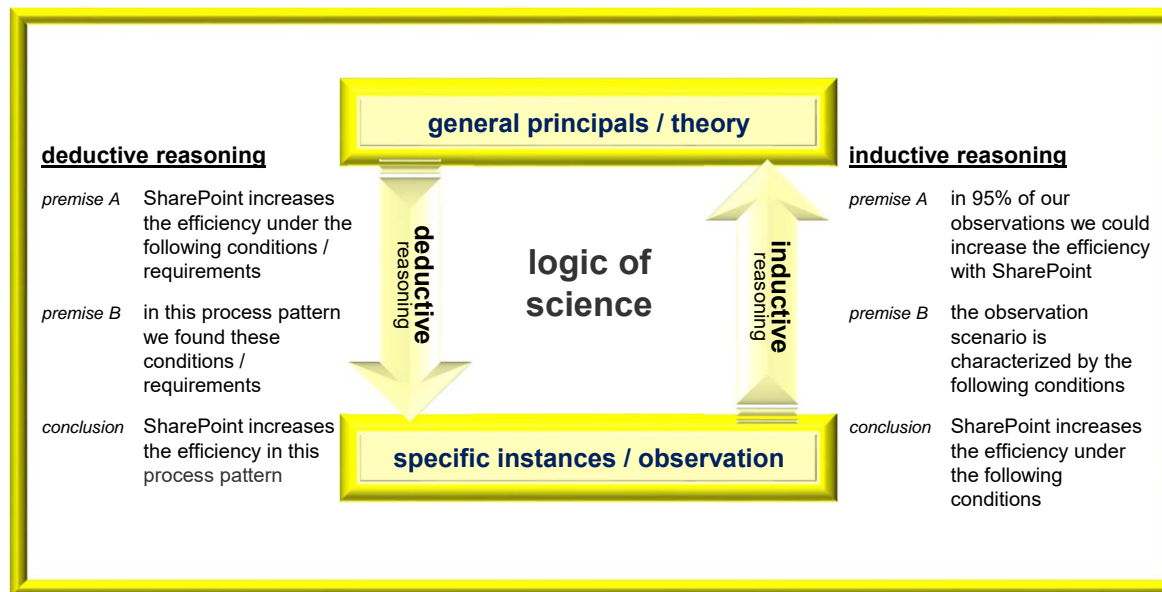 general principals / theory
deductive reasoning
premise A SharePoint increases
the efficiency under the
following conditions /
requirements
premise B in this process pattern
we found these
conditions /
requirements
conclusion SharePoint increases
the efficiency in this
process pattern
deductive
reasoning
logic of
science
inductive
reasoning
inductive reasoning
premise A in 95% of our
observations we could
increase the efficiency
with SharePoint
premise B the observation
scenario is
characterized by the
following conditions
conclusion SharePoint increases
the efficiency under
the following
conditions
specific instances / observation